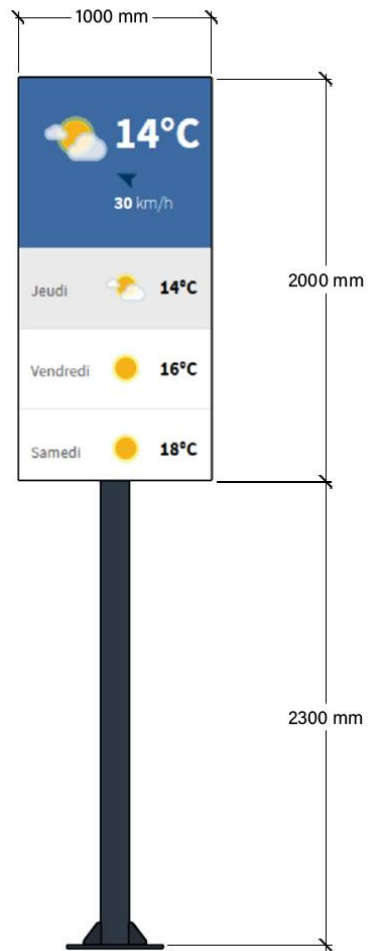 1000 mm
14°C
30 km/h
2000 mm
Jeudi 14°C
Vendredi 16°C
Samedi 18°C
2300 mm